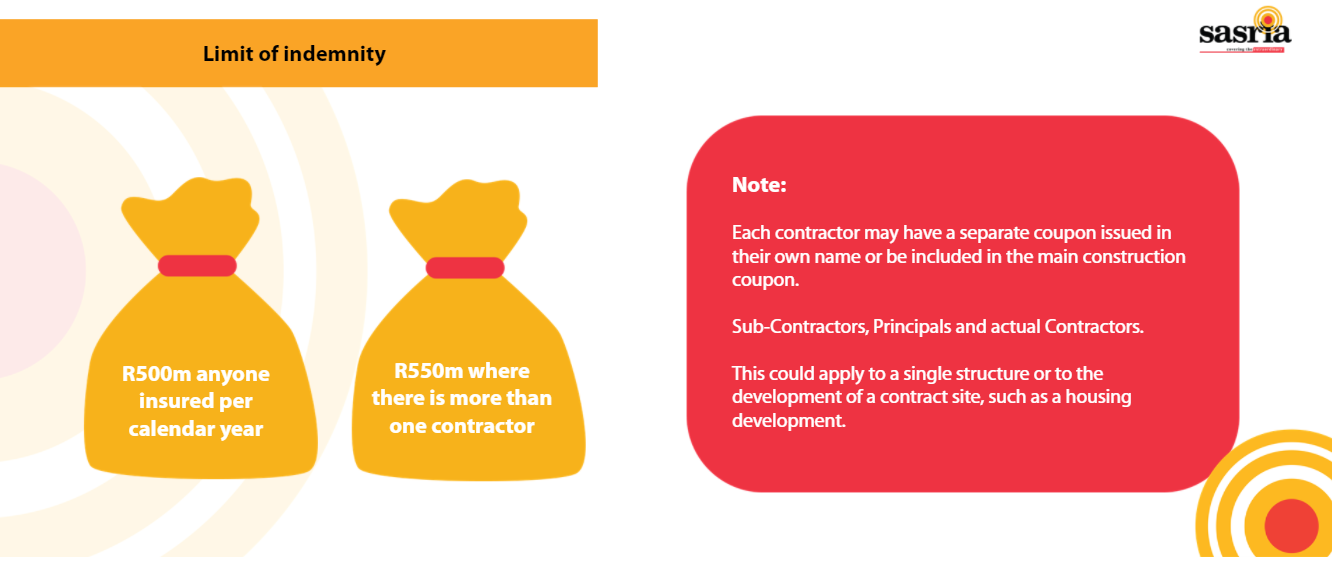 Limit of indemnity
sasria
R500m anyone
insured per
calendar year
R550m where
there is more than
one contractor
Note:
Each contractor may have a separate coupon issued in
their own name or be included in the main construction
coupon.
Sub-Contractors, Principals and actual Contractors.
This could apply to a single structure or to the
development of a contract site, such as a housing
development.